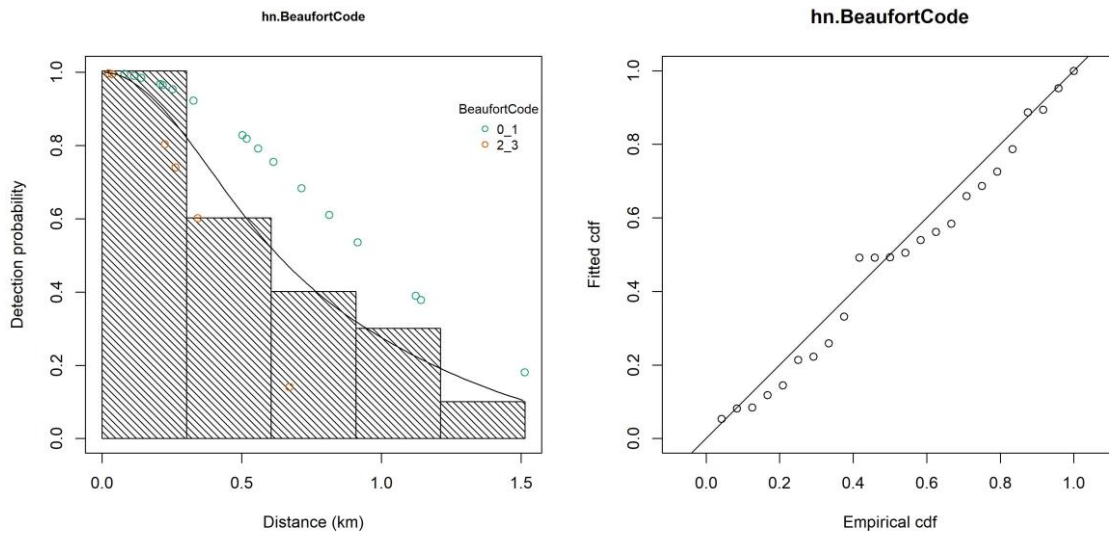 hn.BeaufortCode
Detection probability
1.0
0.8
0.6
0.4
0.2
0.0
BeaufortCode
0_1
2_3
0.0 0.5 1.0 1.5
Distance (km)
hn.BeaufortCode
Fitted cdf
1.0
0.8
0.6
0.4
0.2
0.0
0.0 0.2 0.4 0.6 0.8 1.0
Empirical cdf